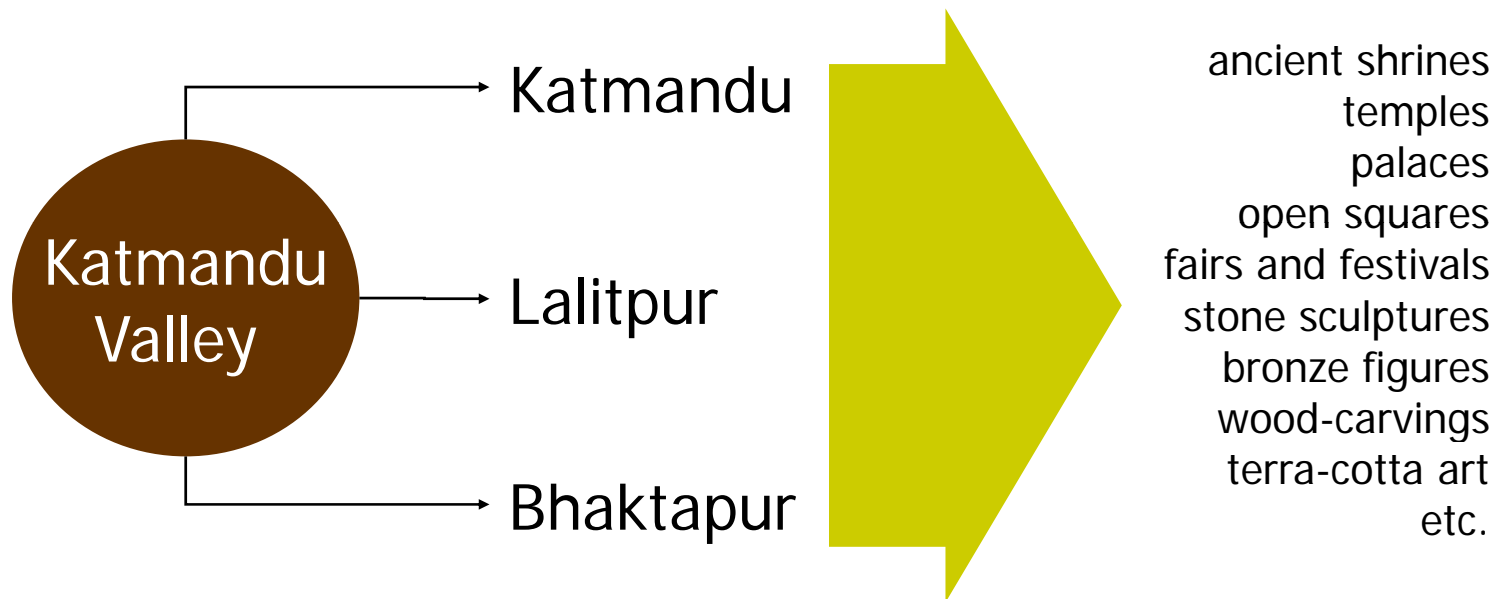 Katmandu
Valley
Katmandu
Lalitpur
Bhaktapur
ancient shrines
temples
palaces
open squares
fairs and festivals
stone sculptures
bronze figures
wood-carvings
terra-cotta art
etc.